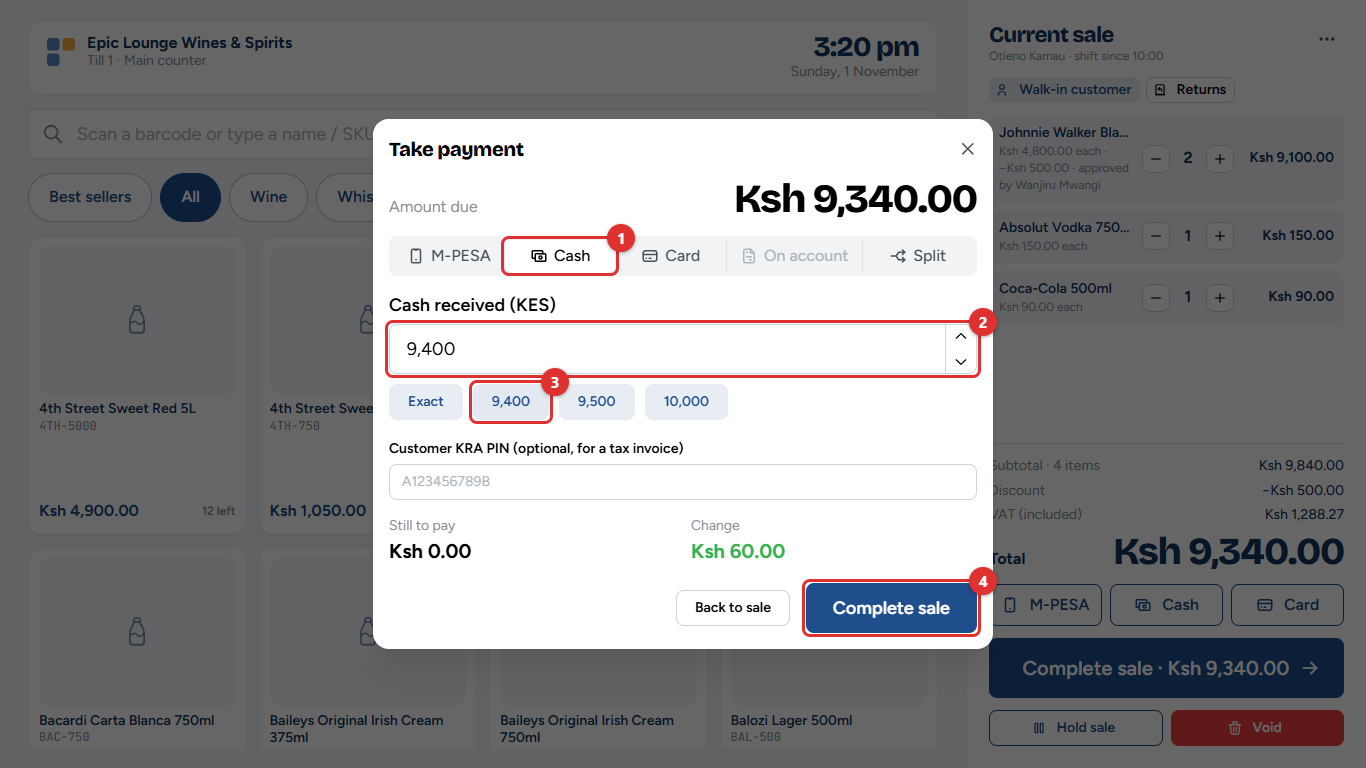 Epic Lounge Wines & Spirits
Till 1 · Main counter
3:20 pm
Sunday, 1 November
Scan a barcode or type a name / SKU
Best sellers
All
Wine
Whis
4th Street Sweet Red 5L
4TH-5000
Ksh 4,900.00
12 left
4th Street Swee
4TH-750
Ksh 1,050.00
Bacardi Carta Blanca 750ml
BAC-750
Baileys Original Irish Cream
375ml
Baileys Original Irish Cream
750ml
Balozi Lager 500ml
BAL-500
Take payment
Amount due
Ksh 9,340.00
1
M-PESA
Cash
Card
On account
Split
Cash received (KES)
2
9,400
3
Exact
9,400
9,500
10,000
Customer KRA PIN (optional, for a tax invoice)
A123456789B
Still to pay
Change
Ksh 0.00
Ksh 60.00
4
Back to sale
Complete sale
Current sale
Otieno Kamau · shift since 10:00
Walk-in customer
Returns
Johnnie Walker Bla...
Ksh 4,800.00 each ·
−Ksh 500.00 · approved
by Wanjiru Mwangi
2
Ksh 9,100.00
Absolut Vodka 750...
Ksh 150.00 each
1
Ksh 150.00
Coca-Cola 500ml
Ksh 90.00 each
1
Ksh 90.00
Subtotal · 4 items
Ksh 9,840.00
Discount
−Ksh 500.00
VAT (included)
Ksh 1,288.27
Total
Ksh 9,340.00
M-PESA
Cash
Card
Complete sale · Ksh 9,340.00
Hold sale
Void